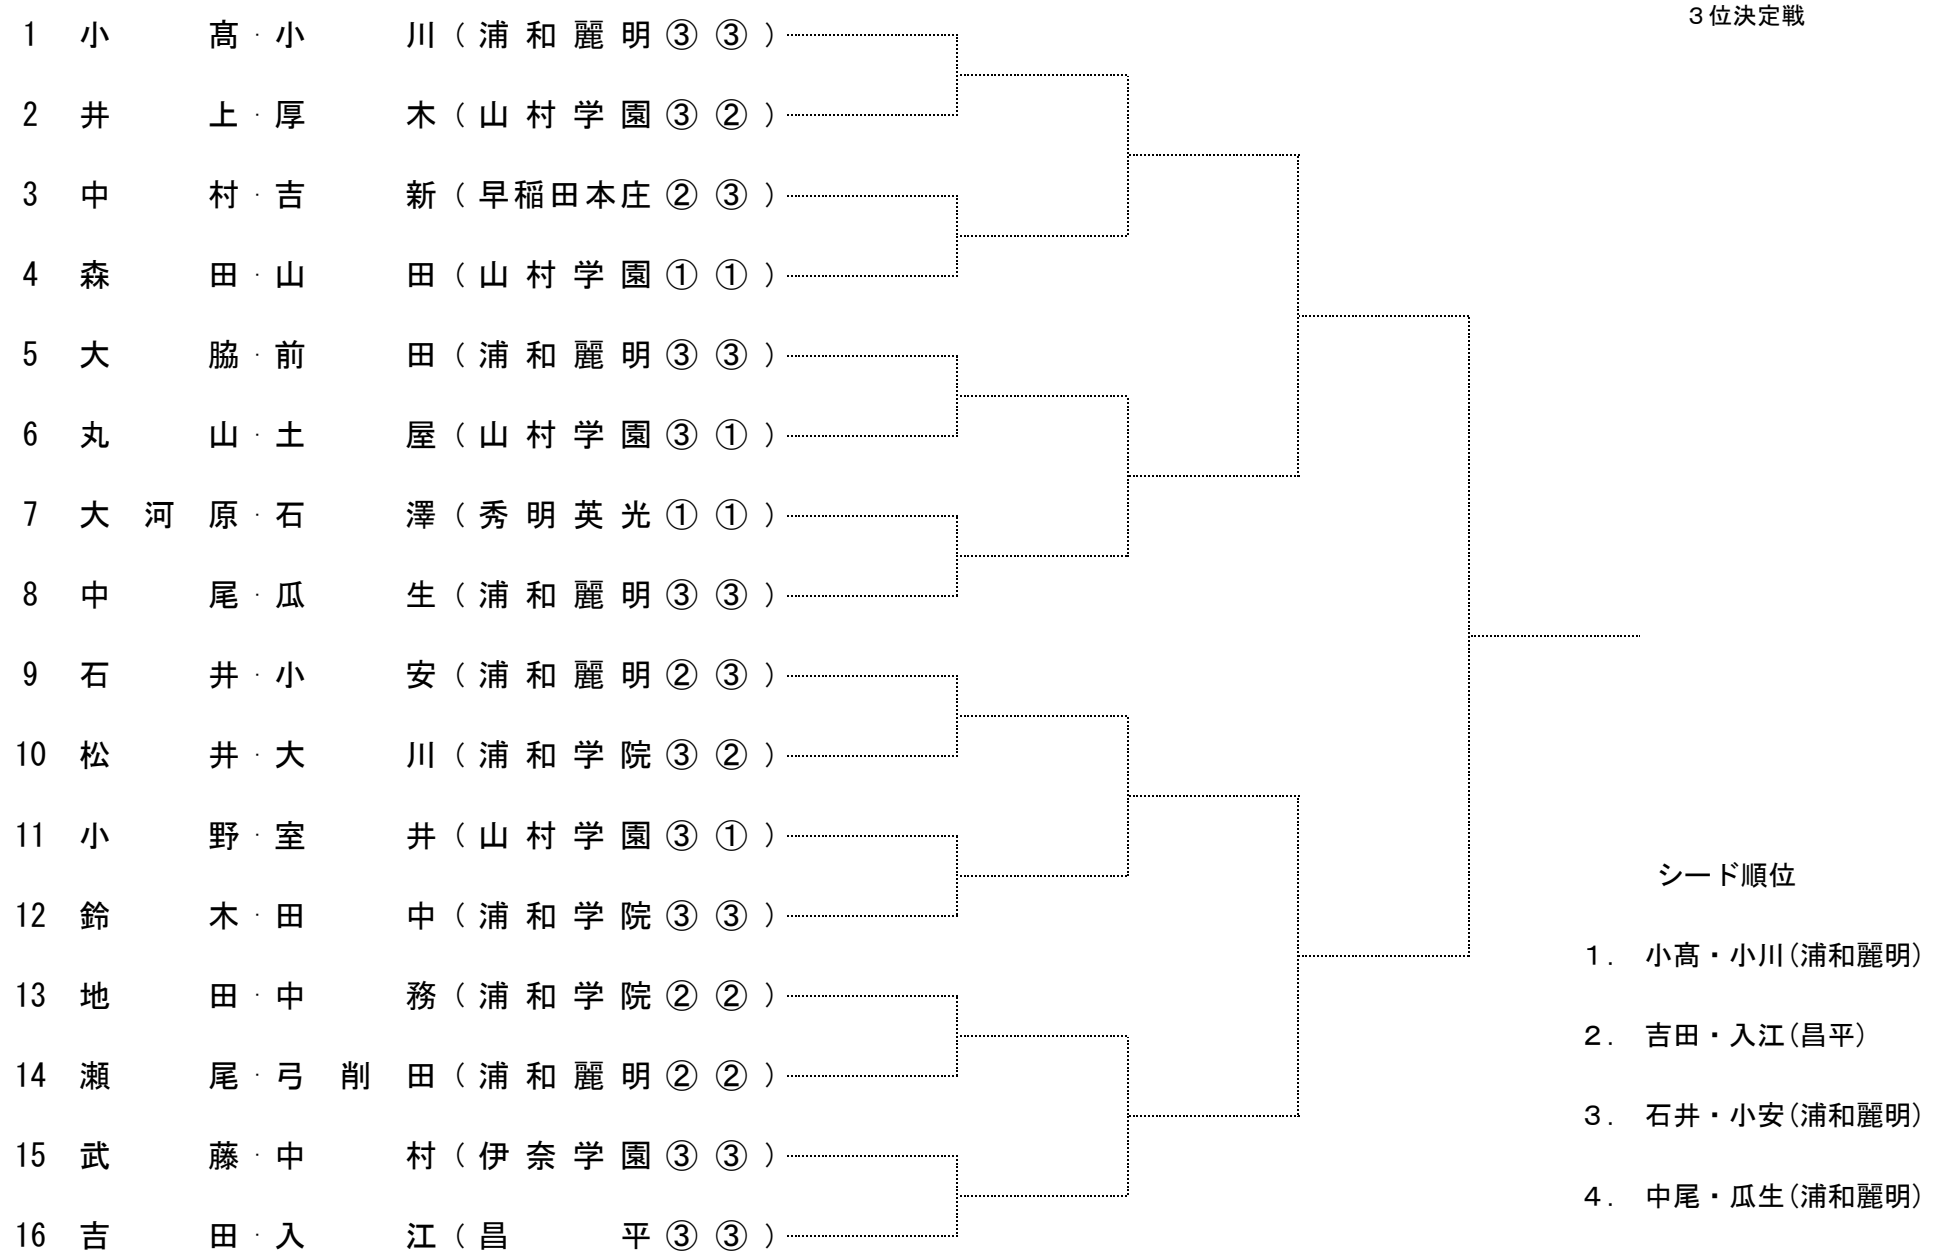 3位決定戦
1 小髙・小川(浦和麗明③③)
2 井上・厚木(山村学園③②)
3 中村・吉新(早稲田本庄②③)
4 森田・山田(山村学園①①)
5 大脇・前田(浦和麗明③③)
6 丸山・土屋(山村学園③①)
7 大河原・石澤(秀明英光①①)
8 中尾・瓜生(浦和麗明③③)
9 石井・小安(浦和麗明②③)
10 松井・大川(浦和学院③②)
11 小野・室井(山村学園③①)
12 鈴木・田中(浦和学院③③)
13 地田・中務(浦和学院②②)
14 瀬尾・弓削田(浦和麗明②②)
15 武藤・中村(伊奈学園③③)
16 吉田・入江(昌平③③)
シード順位
1. 小髙・小川(浦和麗明)
2. 吉田・入江(昌平)
3. 石井・小安(浦和麗明)
4. 中尾・瓜生(浦和麗明)